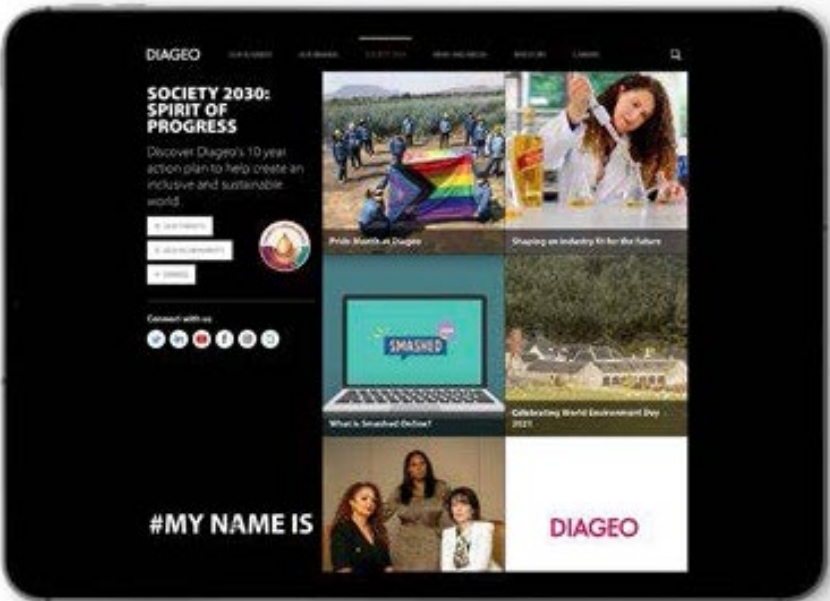 DIAGEO
SOCIETY 2030:
SPIRIT OF
PROGRESS
Discover Diageo's 10 year
action plan to help create an
inclusive and sustainable
world.
Connect with us
Pride Month at Diageo
Shaping an industry fit for the future
SMASHED
What is Smashed Online?
Celebrating World Environment Day
2021
#MY NAME IS
DIAGEO